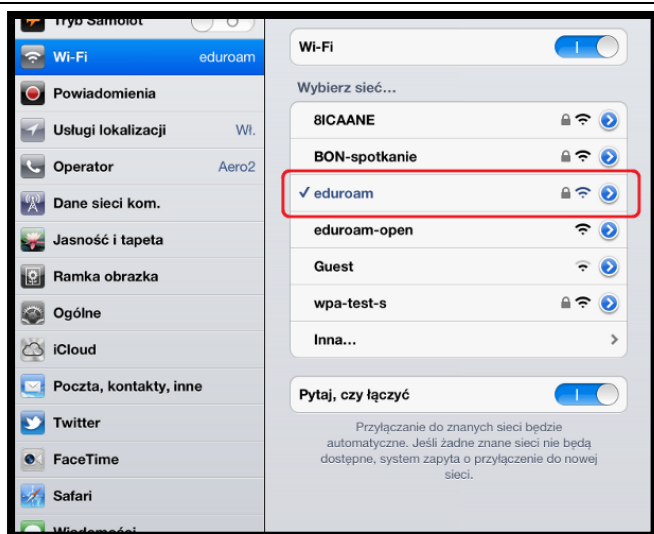 Tryb Samolot
Wi-Fi eduroam
Powiadomienia
Usługi lokalizacji Wł.
Operator Aero2
Dane sieci kom.
Jasność i tapeta
Ramka obrazka
Ogólne
iCloud
Poczta, kontakty, inne
Twitter
FaceTime
Safari
Wiadomości
Wi-Fi
Wybierz sieć...
8ICAANE
BON-spotkanie
✓ eduroam
eduroam-open
Guest
wpa-test-s
Inna...
Pytaj, czy łączyć
Przyłączanie do znanych sieci będzie
automatyczne. Jeśli żadne znane sieci nie będą
dostępne, system zapyta o przyłączenie do nowej
sieci.